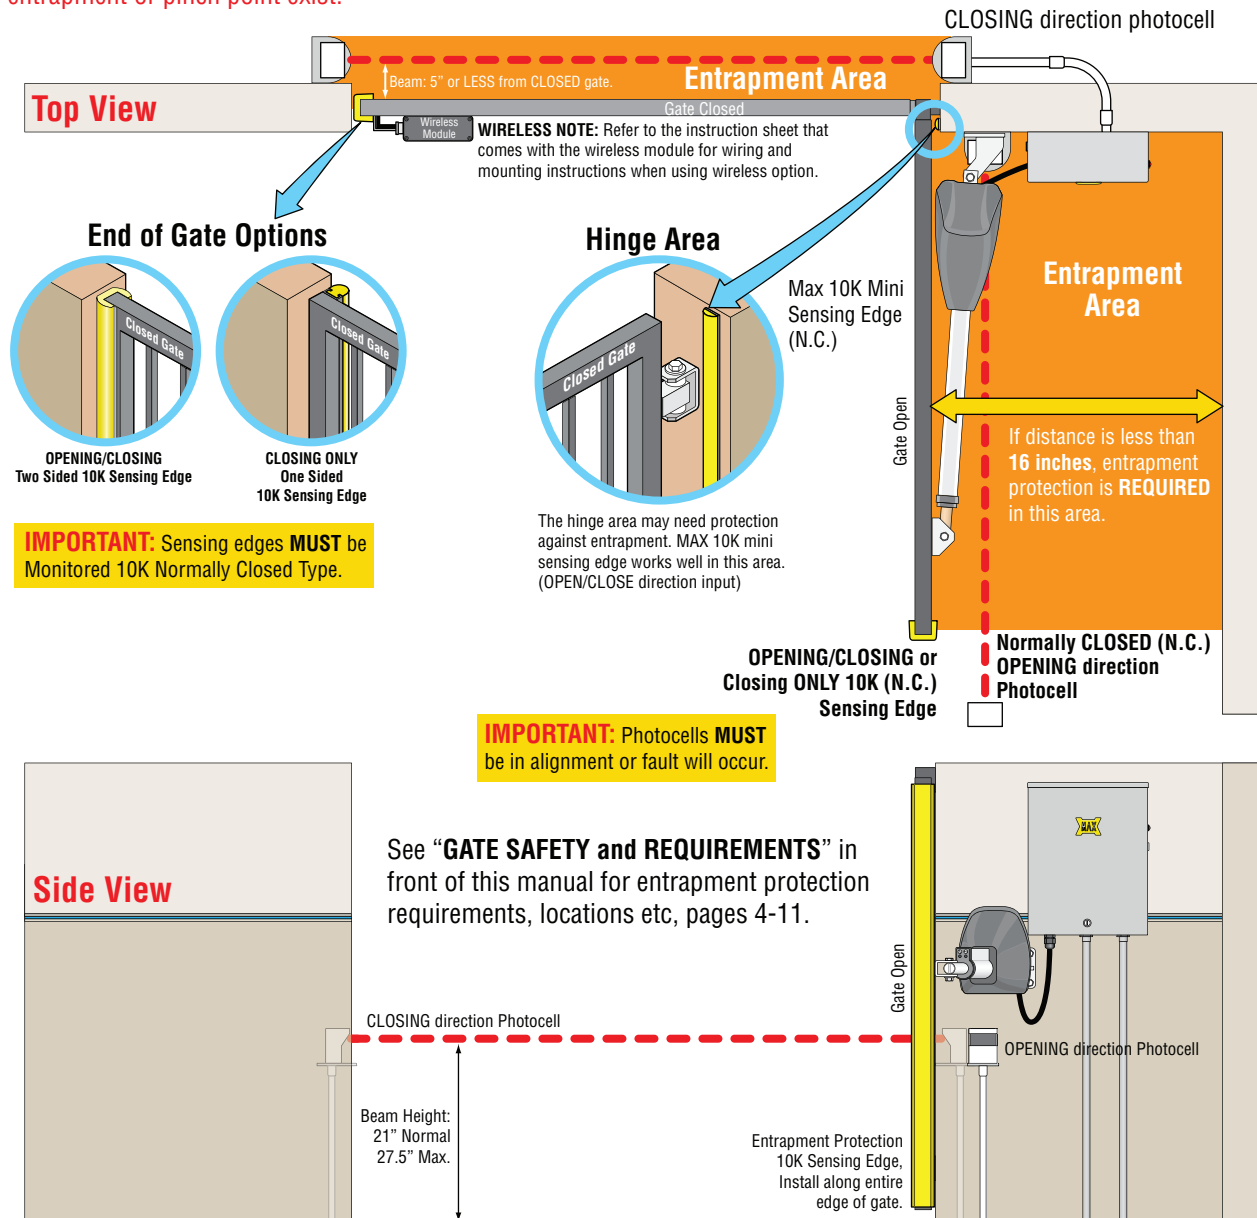 entrapment or pinch point exist.
CLOSING direction photocell
Beam: 5” or LESS from CLOSED gate.
Entrapment Area
Top View
Gate Closed
Wireless
Module
WIRELESS NOTE: Refer to the instruction sheet that
comes with the wireless module for wiring and
mounting instructions when using wireless option.
End of Gate Options
Closed Gate
Closed Gate
OPENING/CLOSING
Two Sided 10K Sensing Edge
CLOSING ONLY
One Sided
10K Sensing Edge
IMPORTANT: Sensing edges MUST be
Monitored 10K Normally Closed Type.
Hinge Area
Closed Gate
Max 10K Mini
Sensing Edge
(N.C.)
The hinge area may need protection
against entrapment. MAX 10K mini
sensing edge works well in this area.
(OPEN/CLOSE direction input)
Gate Open
Entrapment
Area
If distance is less than
16 inches, entrapment
protection is REQUIRED
in this area.
OPENING/CLOSING or
Closing ONLY 10K (N.C.)
Sensing Edge
Normally CLOSED (N.C.)
OPENING direction
Photocell
IMPORTANT: Photocells MUST
be in alignment or fault will occur.
Side View
See “GATE SAFETY and REQUIREMENTS” in
front of this manual for entrapment protection
requirements, locations etc, pages 4-11.
MAX
Gate Open
CLOSING direction Photocell
OPENING direction Photocell
Beam Height:
21” Normal
27.5” Max.
Entrapment Protection
10K Sensing Edge,
Install along entire
edge of gate.